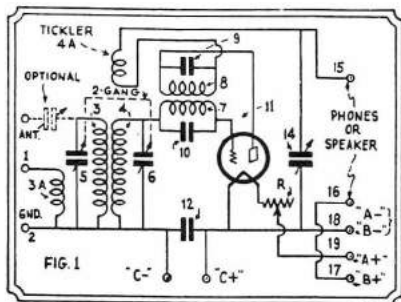 TICKLER
4A
9
OPTIONAL
2-GANG
3
4
8
7
11
15
PHONES
OR
SPEAKER
ANT.
1
5
6
10
14
3A
R
16
"A-"
12
18
"B-"
GND.
2
19
"A+"
FIG. 1
"C-"
"C+"
17
"B+"